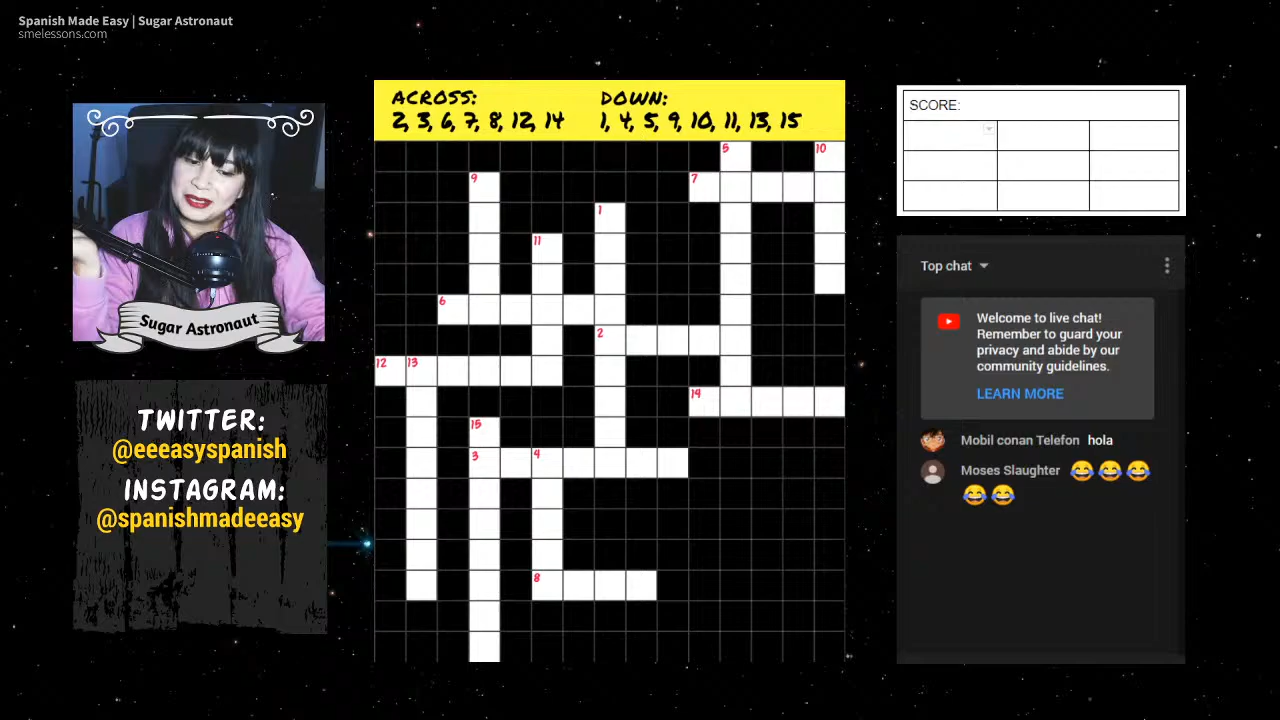 Spanish Made Easy | Sugar Astronaut
smelessons.com
Sugar Astronaut
TWITTER:
@eeeasyspanish
INSTAGRAM:
@spanishmadeeasy
ACROSS:
2, 3, 6, 7, 8, 12, 14
DOWN:
1, 4, 5, 9, 10, 11, 13, 15
5 10
9 7
1
11
6
2
12 13
14
15
3 4
8
SCORE:
Top chat
Welcome to live chat!
Remember to guard your
privacy and abide by our
community guidelines.
LEARN MORE
Mobil conan Telefon hola
Moses Slaughter 😂😂😂
😂😂